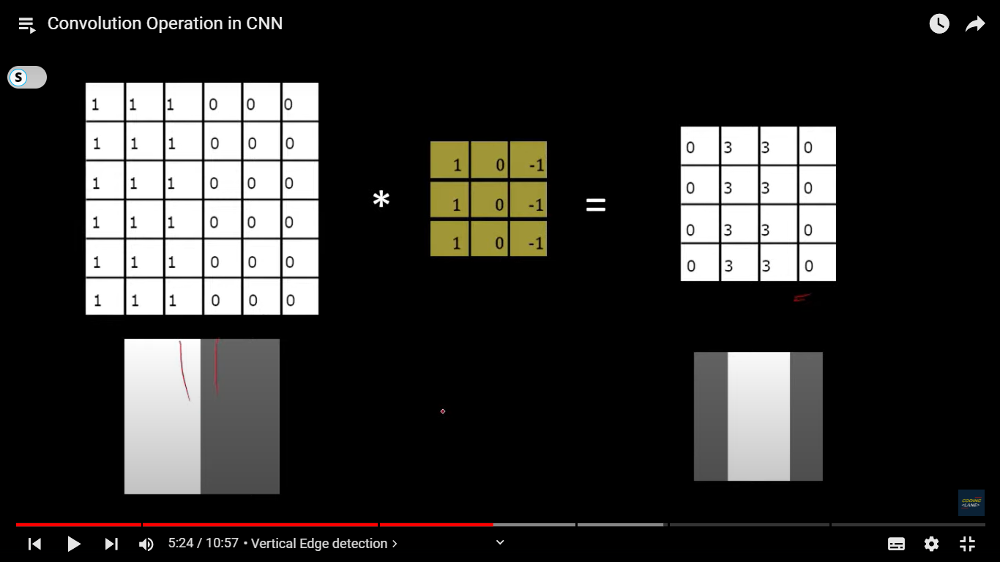 Convolution Operation in CNN
S
1 1 1 0 0 0
1 1 1 0 0 0
1 1 1 0 0 0
1 1 1 0 0 0
1 1 1 0 0 0
1 1 1 0 0 0
*
1 0 -1
1 0 -1
1 0 -1
=
0 3 3 0
0 3 3 0
0 3 3 0
0 3 3 0
CODING
<LANE>
5:24 / 10:57 • Vertical Edge detection >